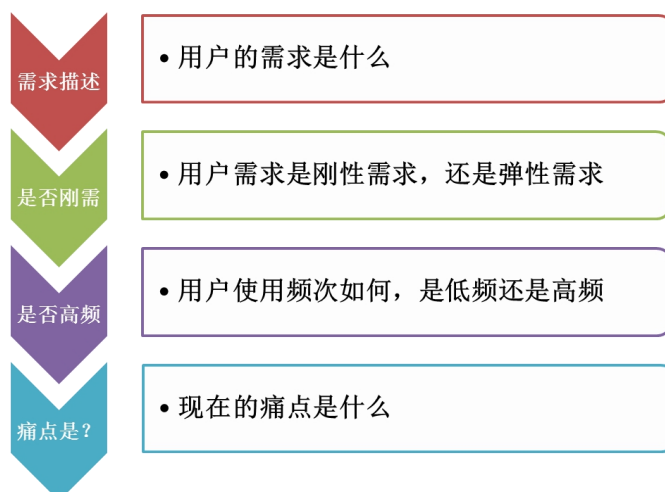 需求描述
• 用户的需求是什么
是否刚需
• 用户需求是刚性需求，还是弹性需求
是否高频
• 用户使用频次如何，是低频还是高频
痛点是？
• 现在的痛点是什么